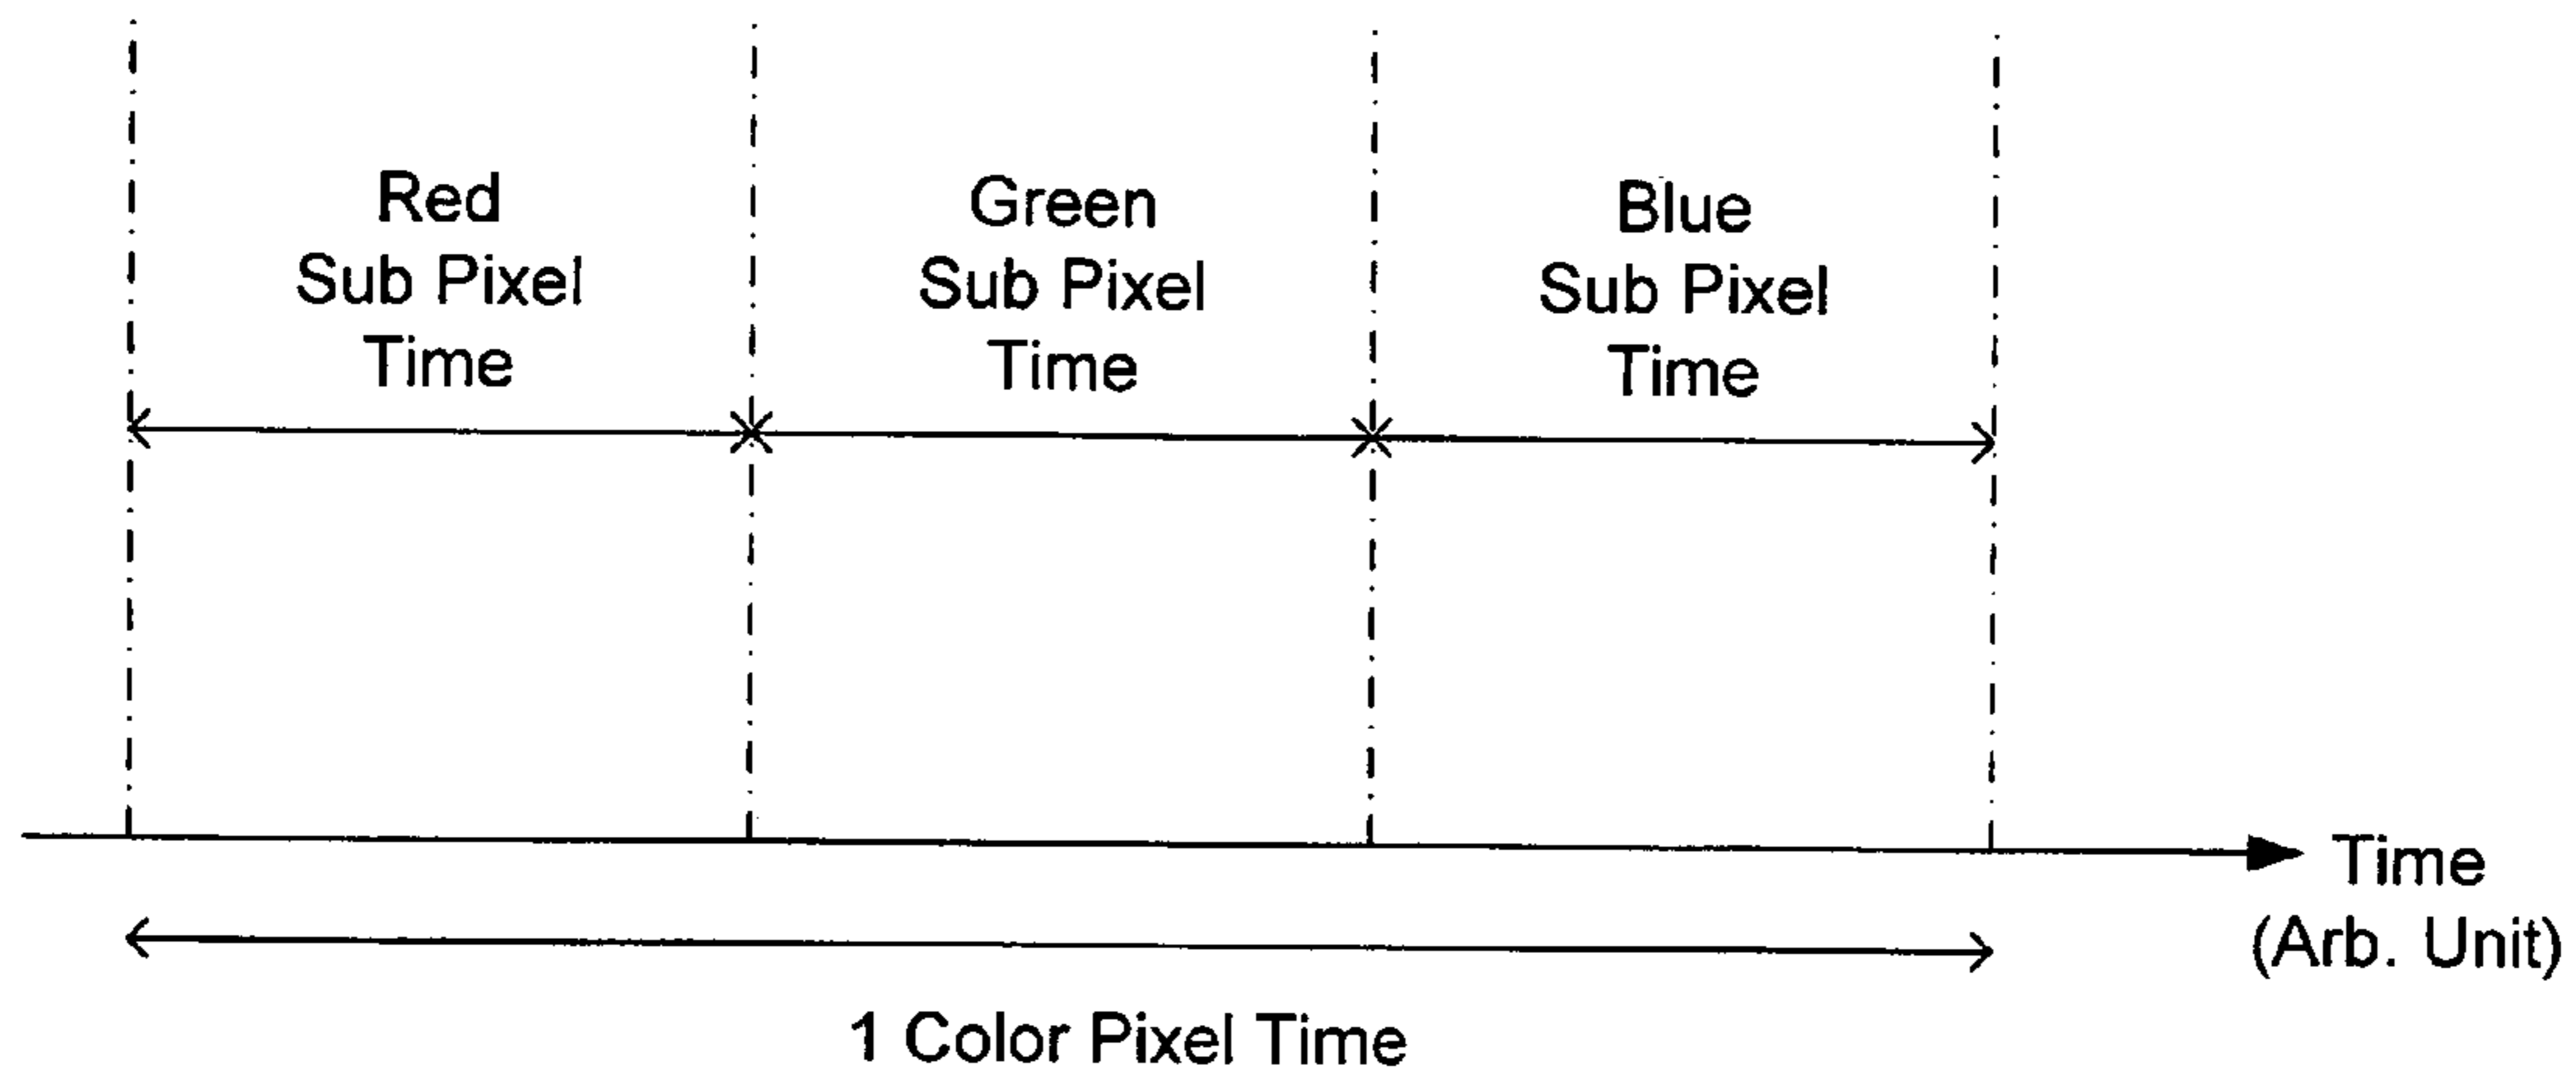 Red
Sub Pixel
Time
Green
Sub Pixel
Time
Blue
Sub Pixel
Time
Time
(Arb. Unit)
1 Color Pixel Time